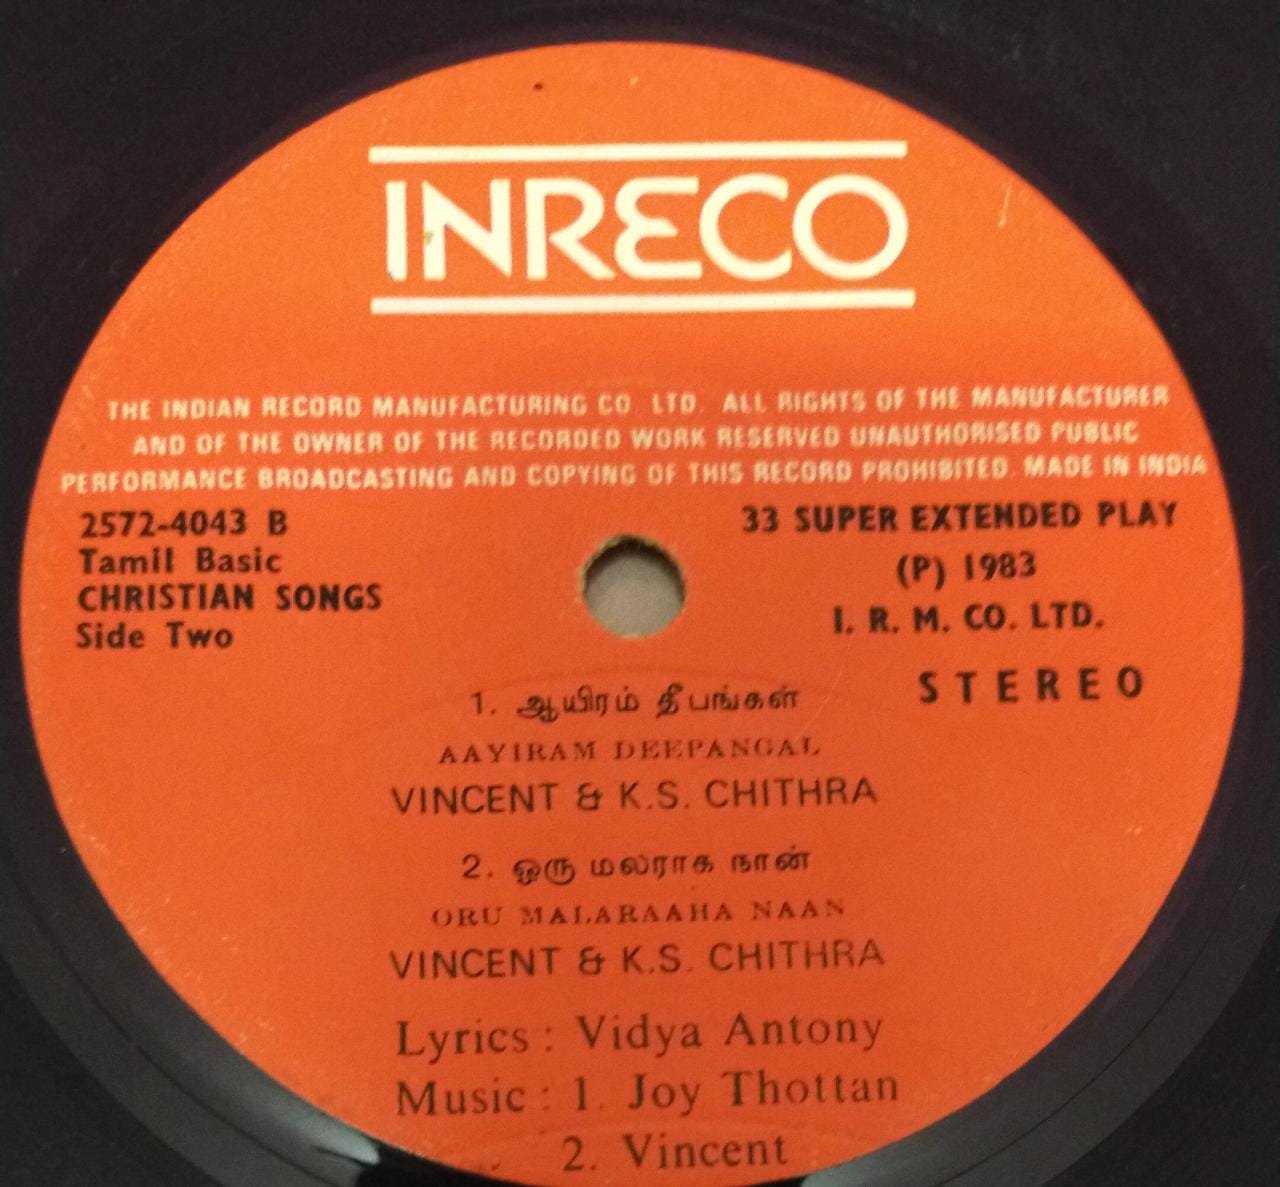 INRECO
THE INDIAN RECORD MANUFACTURING CO. LTD. ALL RIGHTS OF THE MANUFACTURER
AND OF THE OWNER OF THE RECORDED WORK RESERVED UNAUTHORISED PUBLIC
PERFORMANCE BROADCASTING AND COPYING OF THIS RECORD PROHIBITED. MADE IN INDIA
2572-4043 B
Tamil Basic
CHRISTIAN SONGS
Side Two
33 SUPER EXTENDED PLAY
(P) 1983
I. R. M. CO. LTD.
STEREO
1. ஆயிரம் தீபங்கள்
AAYIRAM DEEPANGAL
VINCENT & K.S. CHITHRA
2. ஒரு மலராக நான்
ORU MALARAAHA NAAN
VINCENT & K.S. CHITHRA
Lyrics : Vidya Antony
Music : 1. Joy Thottan
2. Vincent